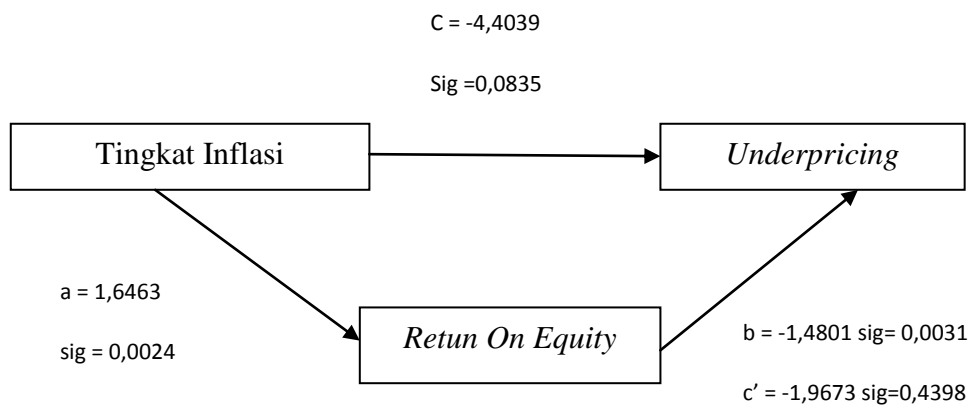 C = -4,4039
Sig =0,0835
Tingkat Inflasi
Underpricing
a = 1,6463
sig = 0,0024
Retun On Equity
b = -1,4801 sig= 0,0031
c’ = -1,9673 sig=0,4398